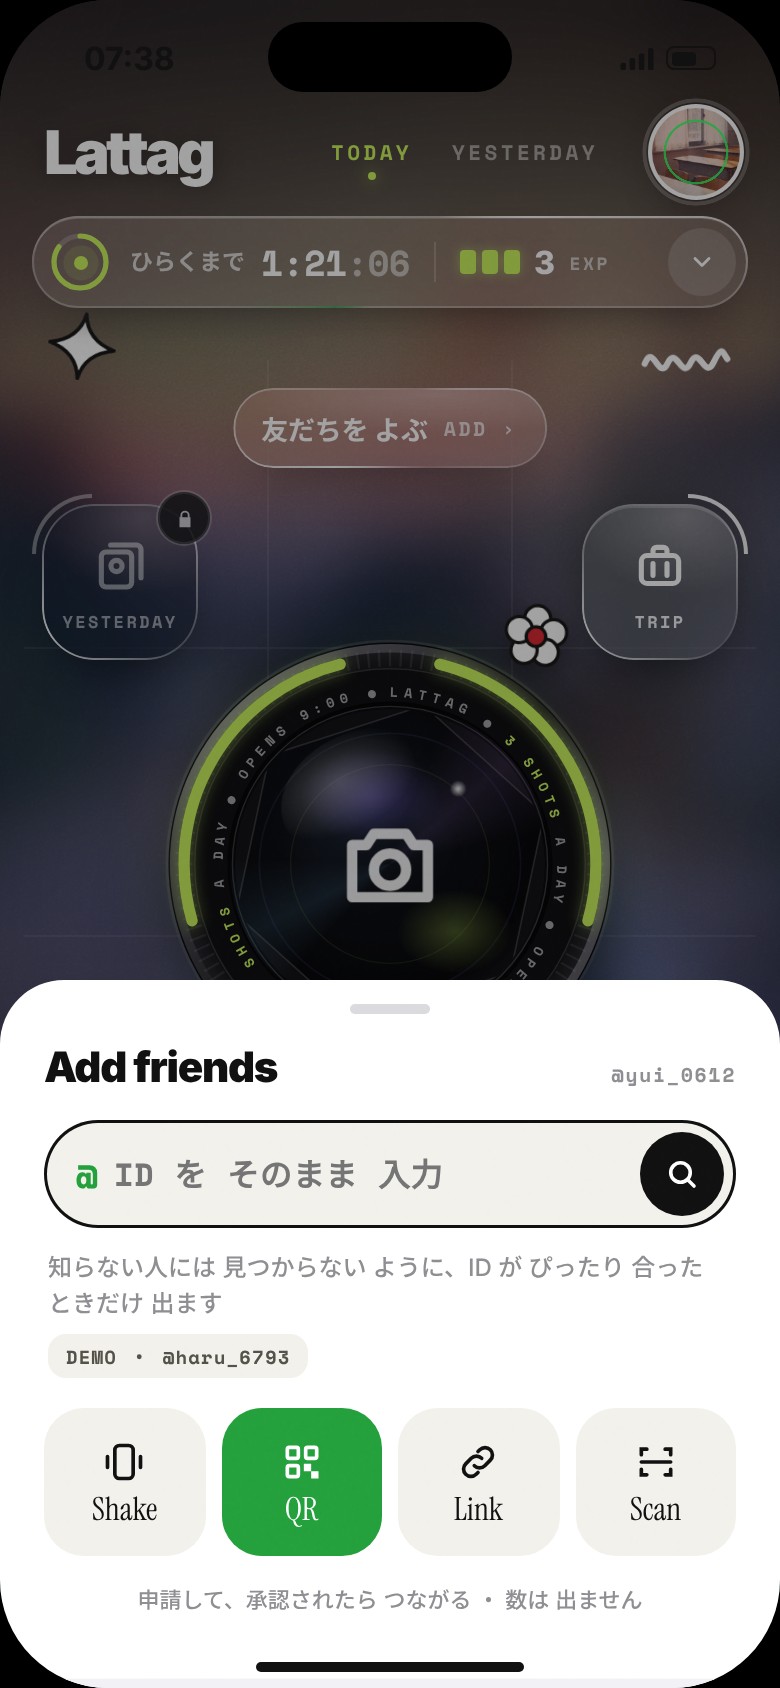 07:38
Lattag
TODAY YESTERDAY
ひらくまで 1:21:06 3 EXP
友だちを よぶ ADD ›
YESTERDAY
TRIP
OPENS 9:00 ● LATTAG ● 3 SHOTS A DAY ● OPE
SHOTS A DAY ●
Add friends
@yui_0612
@ ID を そのまま 入力
知らない人には 見つからない ように、ID が ぴったり 合った
ときだけ 出ます
DEMO ・ @haru_6793
Shake QR Link Scan
申請して、承認されたら つながる ・ 数は 出ません